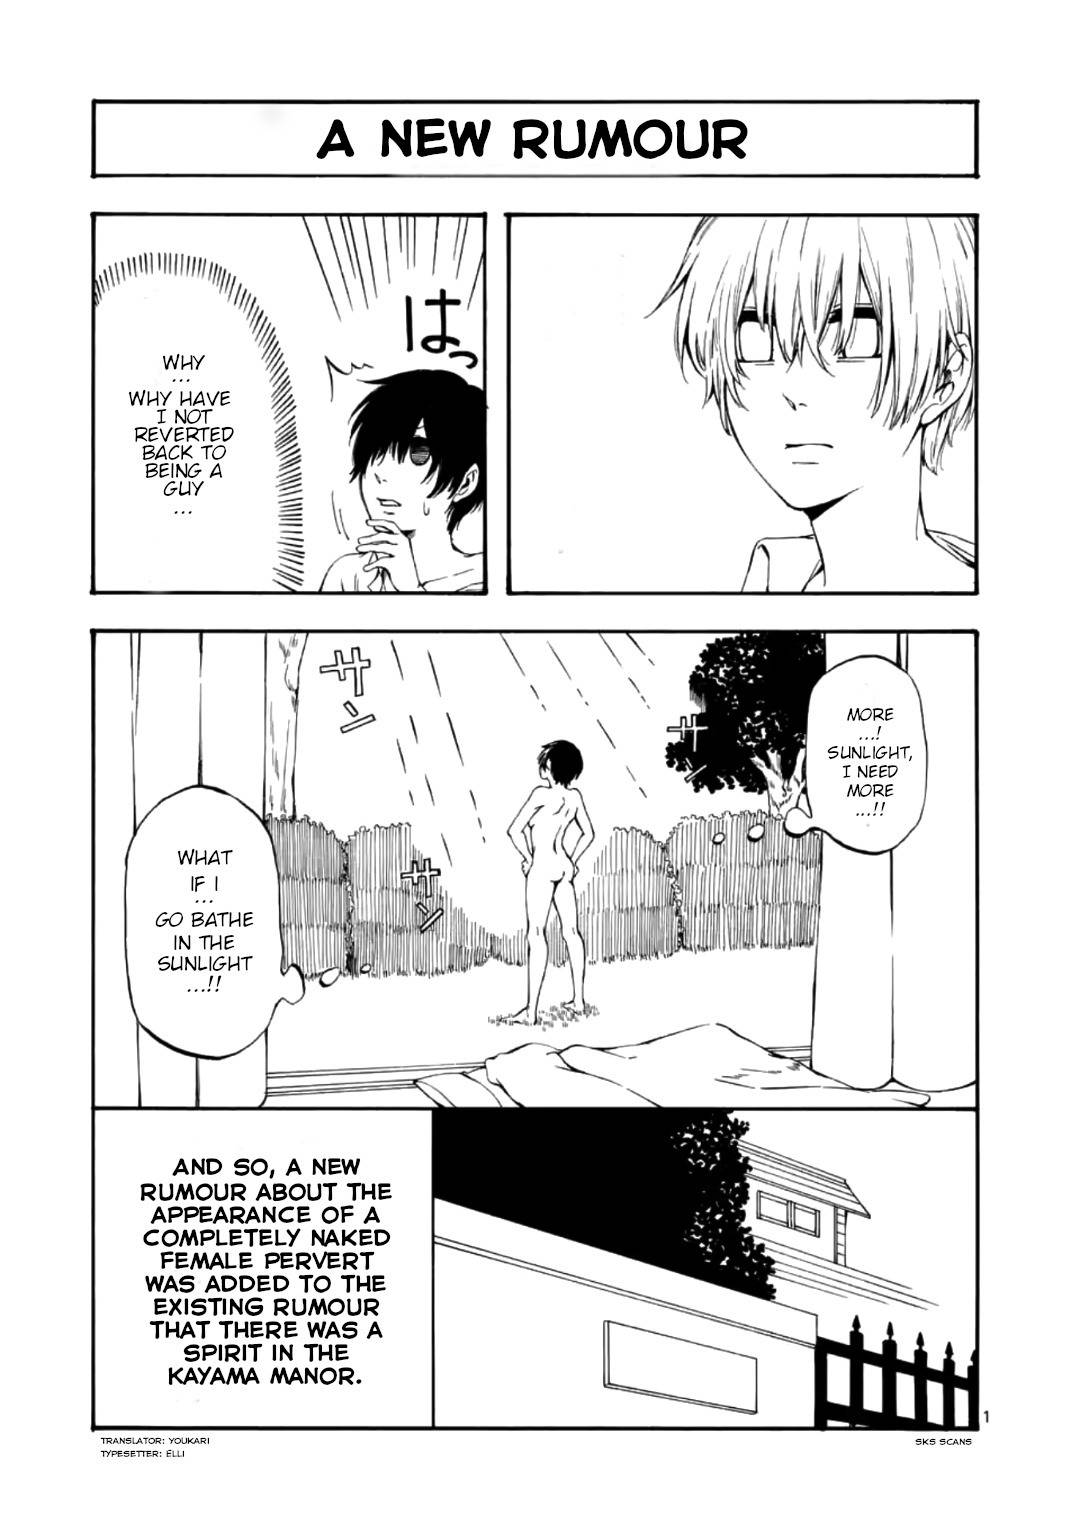 A NEW RUMOUR
はっ
WHY
...
WHY HAVE
I NOT
REVERTED
BACK TO
BEING A
GUY
...
サン
サン
サン
MORE
...!
SUNLIGHT,
I NEED
MORE
...!!
WHAT
IF I
...
GO BATHE
IN THE
SUNLIGHT
...!!
AND SO, A NEW
RUMOUR ABOUT THE
APPEARANCE OF A
COMPLETELY NAKED
FEMALE PERVERT
WAS ADDED TO THE
EXISTING RUMOUR
THAT THERE WAS A
SPIRIT IN THE
KAYAMA MANOR.
1
TRANSLATOR: YOUKARI
TYPESETTER: ELLI
SKS SCANS